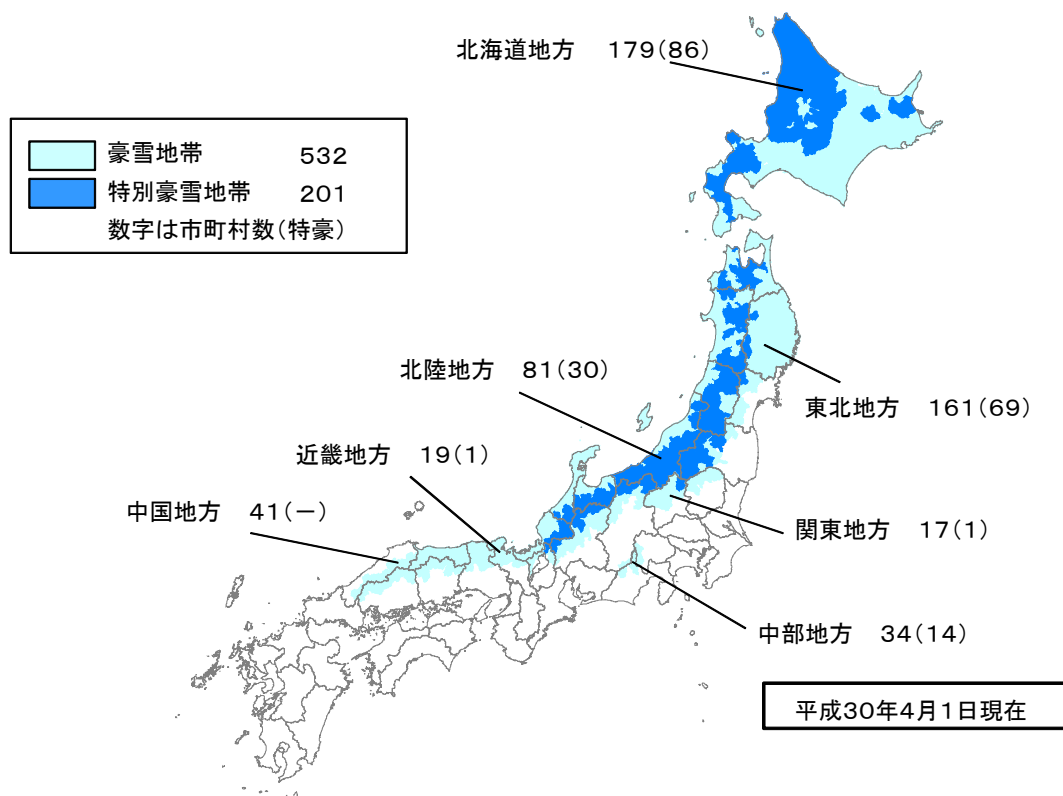 北海道地方 179(86)
豪雪地帯 532
特別豪雪地帯 201
数字は市町村数(特豪)
北陸地方 81(30)
東北地方 161(69)
近畿地方 19(1)
中国地方 41(-)
関東地方 17(1)
中部地方 34(14)
平成30年4月1日現在